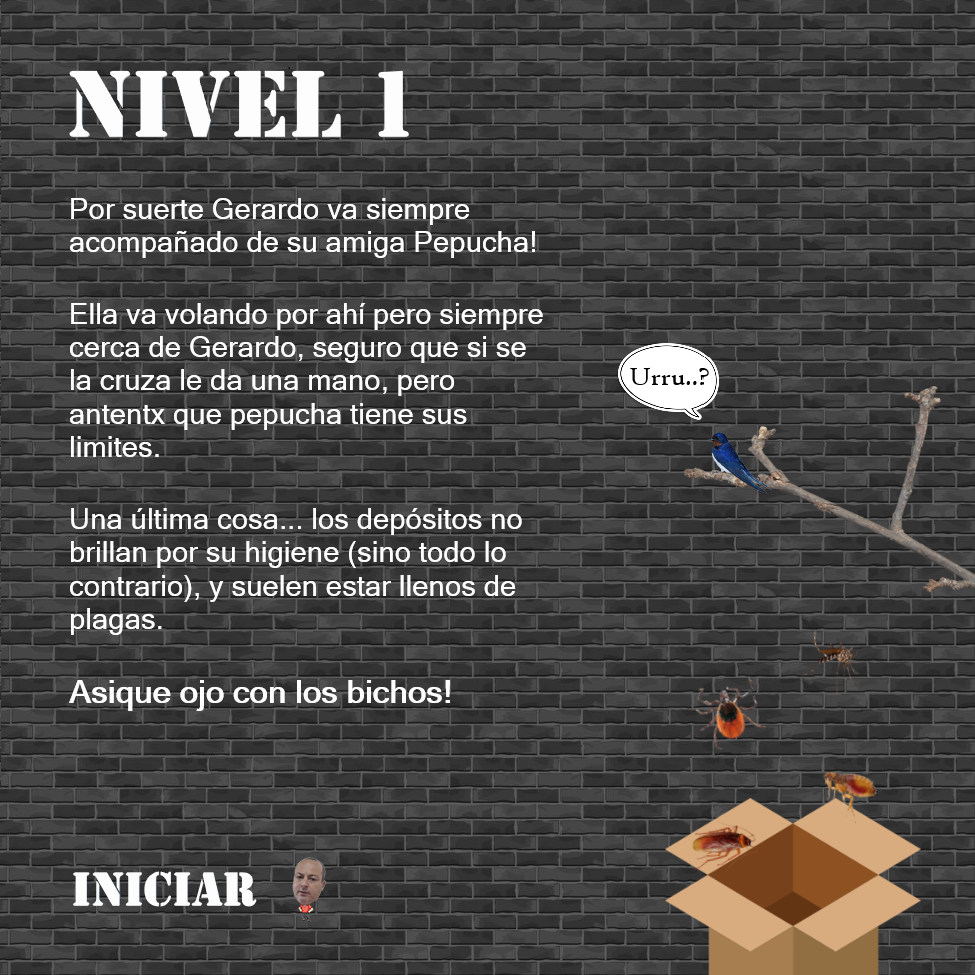 NIVEL 1
Por suerte Gerardo va siempre
acompañado de su amiga Pepucha!
Ella va volando por ahí pero siempre
cerca de Gerardo, seguro que si se
la cruza le da una mano, pero
antentx que pepucha tiene sus
limites.
Urru..?
Una última cosa... los depósitos no
brillan por su higiene (sino todo lo
contrario), y suelen estar llenos de
plagas.
Asique ojo con los bichos!
INICIAR